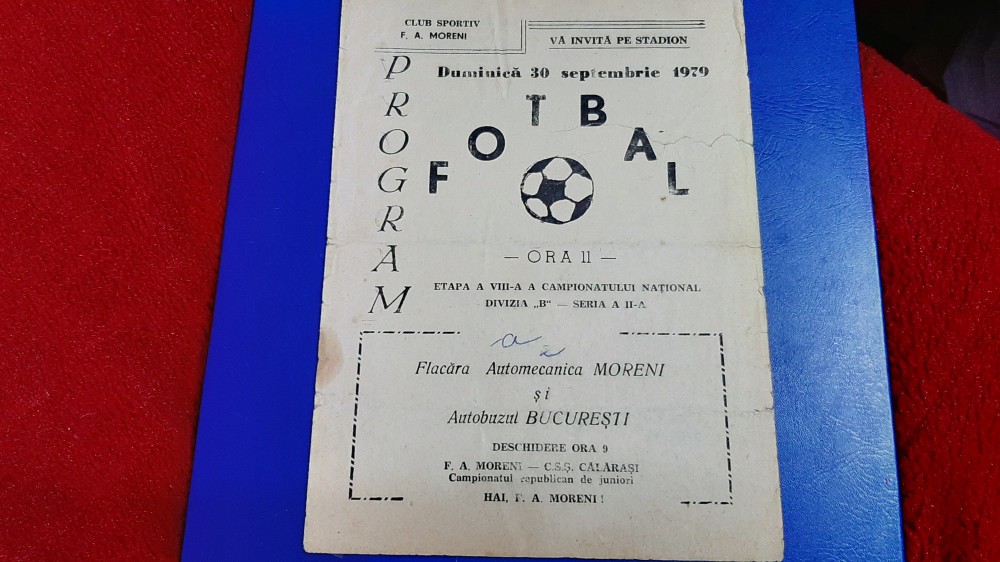 CLUB SPORTIV
F. A. MORENI
VĂ INVITĂ PE STADION
PROGRAM
Duminică 30 septembrie 1979
FOTBAL
— ORA 11 —
ETAPA A VIII-A A CAMPIONATULUI NAȚIONAL
DIVIZIA „B" — SERIA A II-A
Flacăra Automecanica MORENI
și
Autobuzul BUCUREȘTI
DESCHIDERE ORA 9
F. A. MORENI — C.S.Ș. CĂLĂRAȘI
Campionatul republican de juniori
HAI, F. A. MORENI !